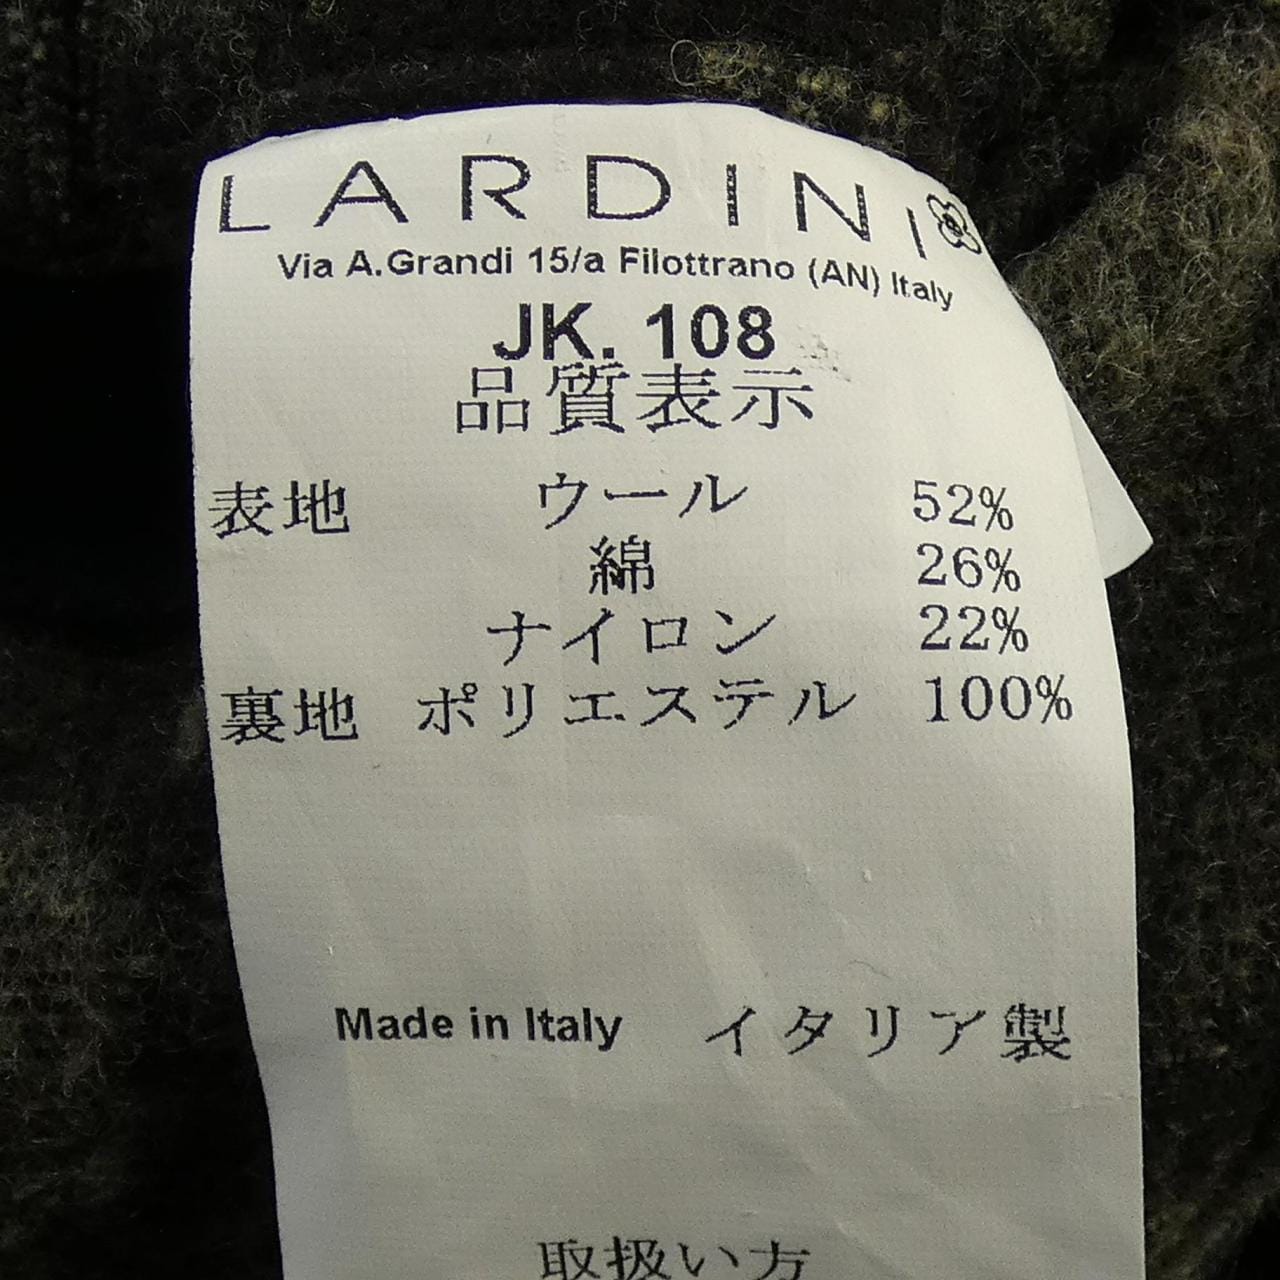 LARDINI
Via A.Grandi 15/a Filottrano (AN) Italy
JK. 108
品質表示
表地 ウール 52%
綿 26%
ナイロン 22%
裏地 ポリエステル 100%
Made in Italy イタリア製
取扱い方